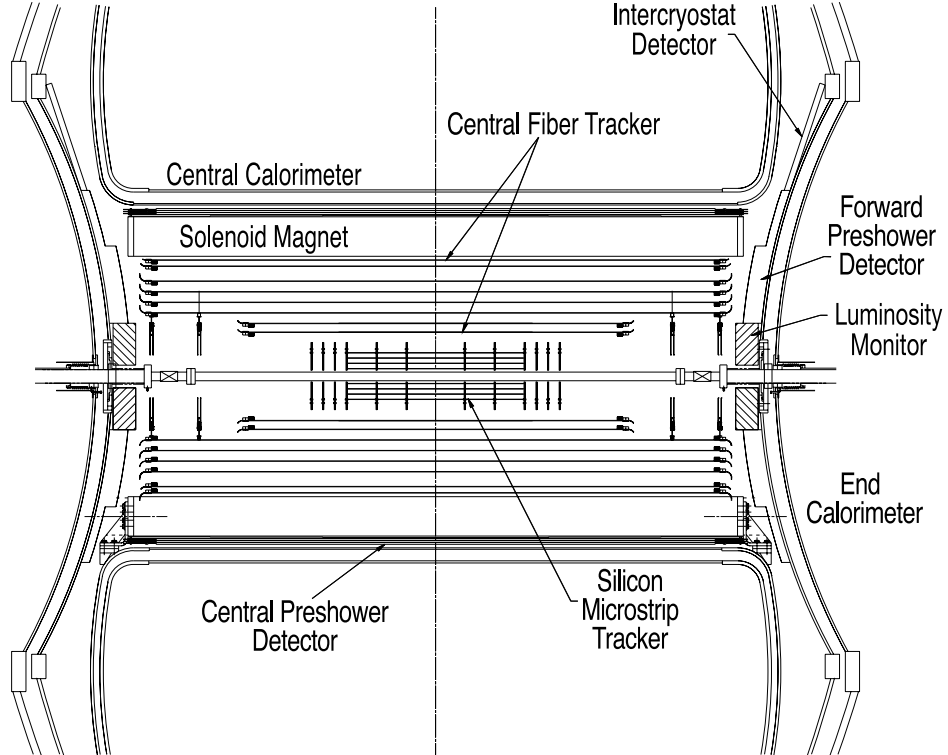 Intercryostat
Detector
Central Fiber Tracker
Central Calorimeter
Solenoid Magnet
Forward
Preshower
Detector
Luminosity
Monitor
End
Calorimeter
Silicon
Microstrip
Tracker
Central Preshower
Detector